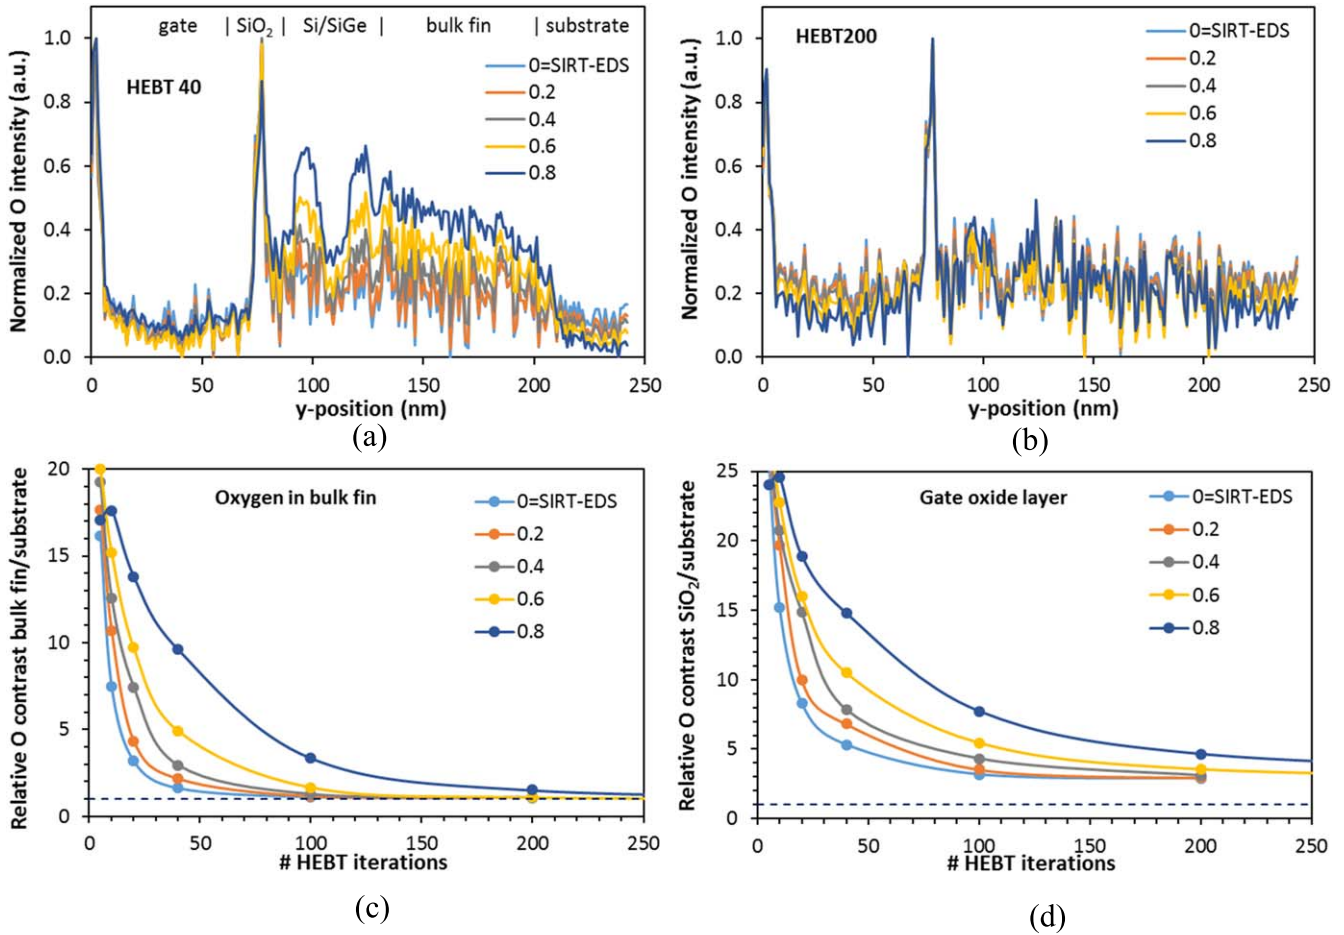 gate | SiO₂ | Si/SiGe | bulk fin | substrate
HEBT 40
0=SIRT-EDS
0.2
0.4
0.6
0.8
Normalized O intensity (a.u.)
1.0
0.8
0.6
0.4
0.2
0.0
0 50 100 150 200 250
y-position (nm)
(a)
HEBT200
0=SIRT-EDS
0.2
0.4
0.6
0.8
Normalized O intensity (a.u.)
1.0
0.8
0.6
0.4
0.2
0.0
0 50 100 150 200 250
y-position (nm)
(b)
Oxygen in bulk fin
0=SIRT-EDS
0.2
0.4
0.6
0.8
Relative O contrast bulk fin/substrate
20
15
10
5
0
0 50 100 150 200 250
# HEBT iterations
(c)
Gate oxide layer
0=SIRT-EDS
0.2
0.4
0.6
0.8
Relative O contrast SiO₂/substrate
25
20
15
10
5
0
0 50 100 150 200 250
# HEBT iterations
(d)